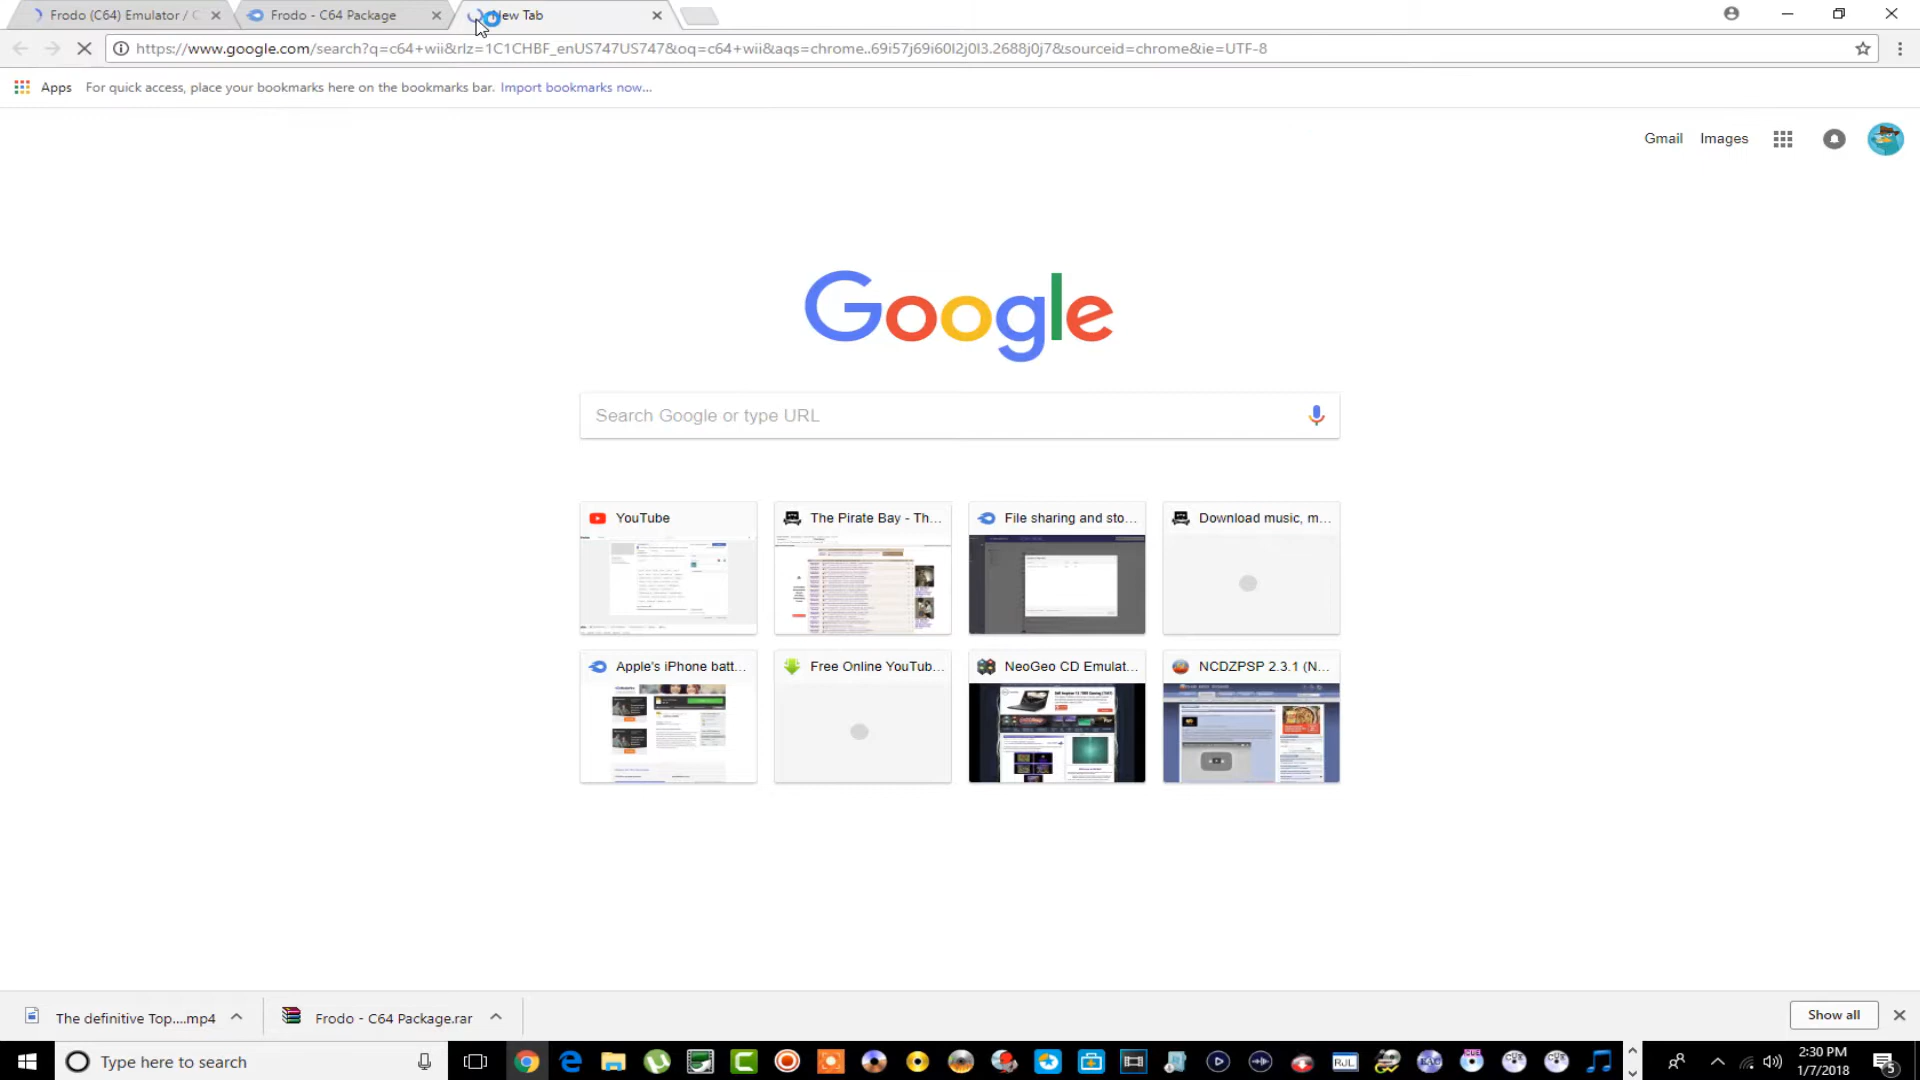 Frodo (C64) Emulator / C
Frodo - C64 Package
New Tab
https://www.google.com/search?q=c64+wii&rlz=1C1CHBF_enUS747US747&oq=c64+wii&aqs=chrome..69i57j69i60l2j0l3.2688j0j7&sourceid=chrome&ie=UTF-8
Apps For quick access, place your bookmarks here on the bookmarks bar. Import bookmarks now...
Gmail Images
Google
Search Google or type URL
YouTube
The Pirate Bay - Th...
File sharing and sto...
Download music, m...
Apple's iPhone batt...
Free Online YouTub...
NeoGeo CD Emulat...
NCDZPSP 2.3.1 (N...
The definitive Top....mp4
Frodo - C64 Package.rar
Show all
Type here to search
RJL
2:30 PM
1/7/2018
5